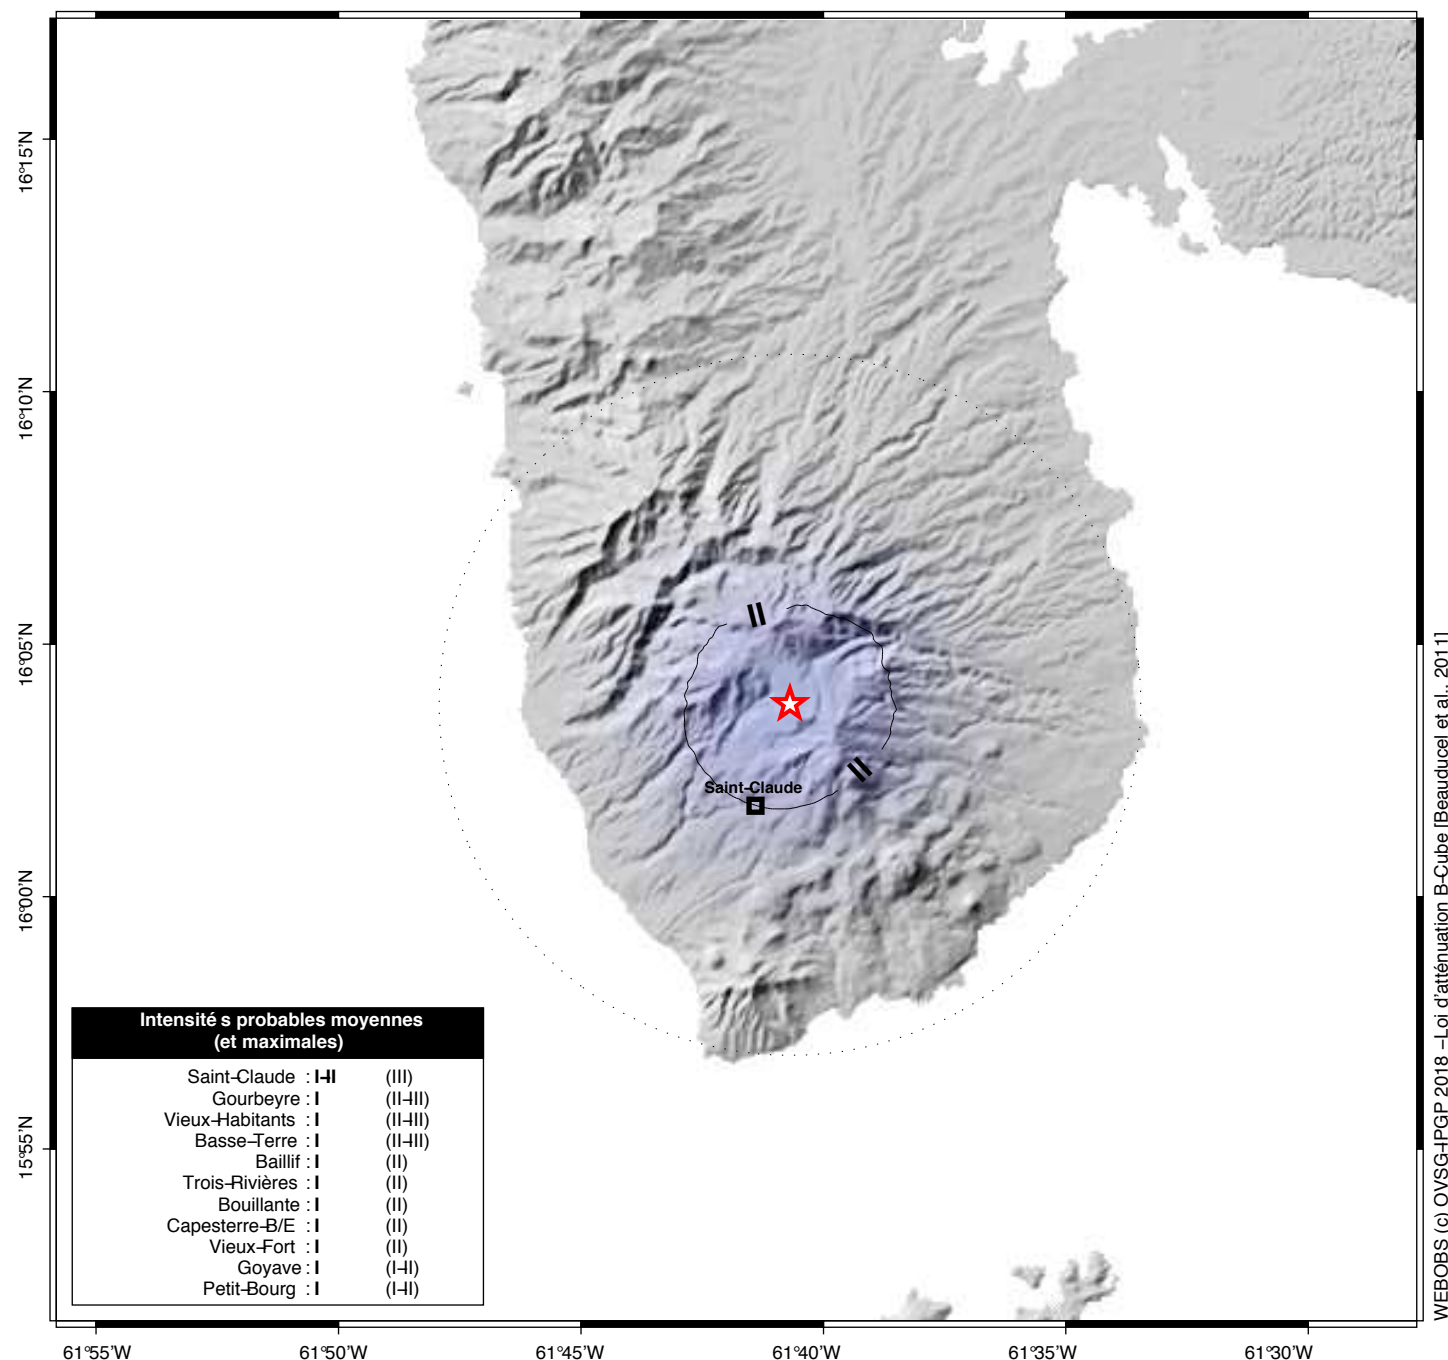 16°15'N
16°10'N
16°05'N
16°00'N
15°55'N
II
II
Saint-Claude
Intensité s probables moyennes
(et maximales)
Saint-Claude : I-II (III)
Gourbeyre : I (II-III)
Vieux-Habitants : I (II-III)
Basse-Terre : I (II-III)
Baillif : I (II)
Trois-Rivières : I (II)
Bouillante : I (II)
Capesterre-B/E : I (II)
Vieux-Fort : I (II)
Goyave : I (I-II)
Petit-Bourg : I (I-II)
61°55'W 61°50'W 61°45'W 61°40'W 61°35'W 61°30'W
WEBOBS (c) OVSG-IPGP 2018 -Loi d'atténuation B-Cube [Beauducel et al., 2011]